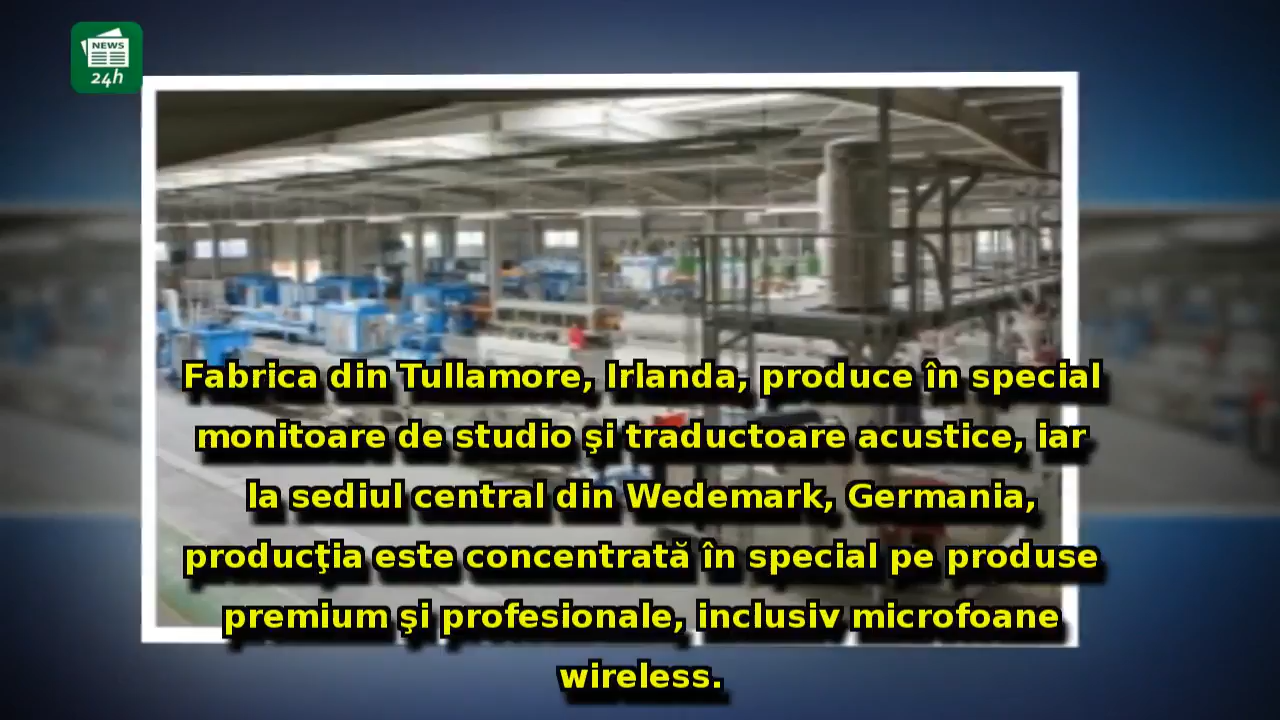 NEWS
24h
Fabrica din Tullamore, Irlanda, produce în special
monitoare de studio şi traductoare acustice, iar
la sediul central din Wedemark, Germania,
producţia este concentrată în special pe produse
premium şi profesionale, inclusiv microfoane
wireless.